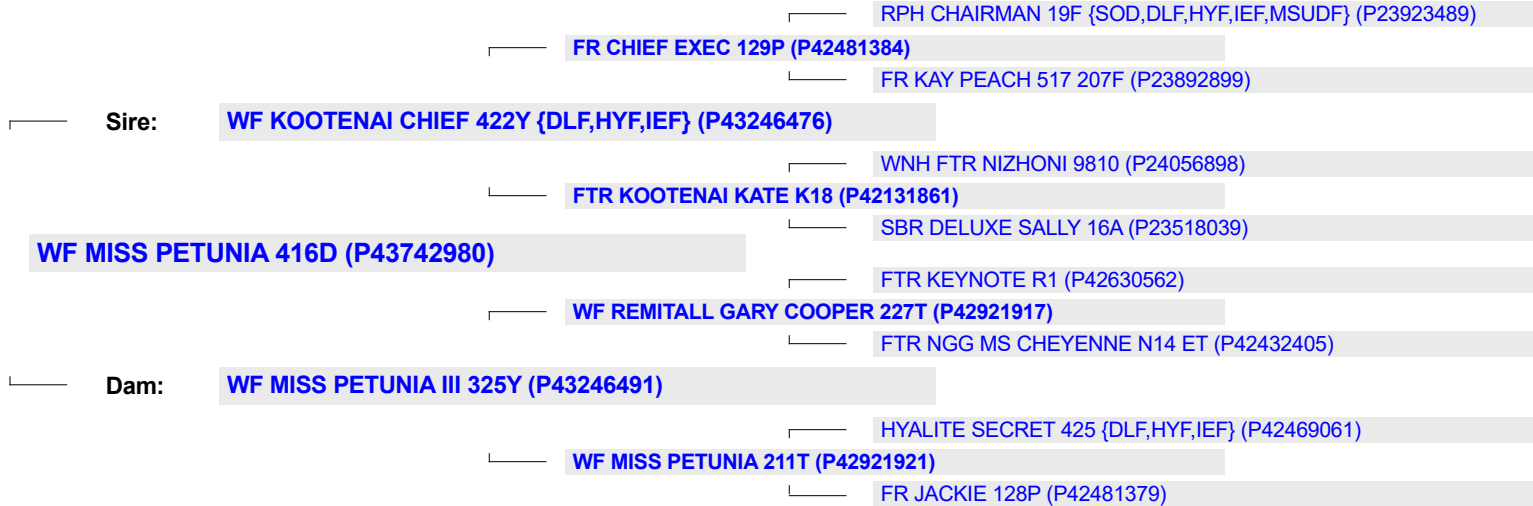 RPH CHAIRMAN 19F {SOD,DLF,HYF,IEF,MSUDF} (P23923489)
FR CHIEF EXEC 129P (P42481384)
FR KAY PEACH 517 207F (P23892899)
Sire: WF KOOTENAI CHIEF 422Y {DLF,HYF,IEF} (P43246476)
WNH FTR NIZHONI 9810 (P24056898)
FTR KOOTENAI KATE K18 (P42131861)
SBR DELUXE SALLY 16A (P23518039)
WF MISS PETUNIA 416D (P43742980)
FTR KEYNOTE R1 (P42630562)
WF REMITALL GARY COOPER 227T (P42921917)
FTR NGG MS CHEYENNE N14 ET (P42432405)
Dam: WF MISS PETUNIA III 325Y (P43246491)
HYALITE SECRET 425 {DLF,HYF,IEF} (P42469061)
WF MISS PETUNIA 211T (P42921921)
FR JACKIE 128P (P42481379)